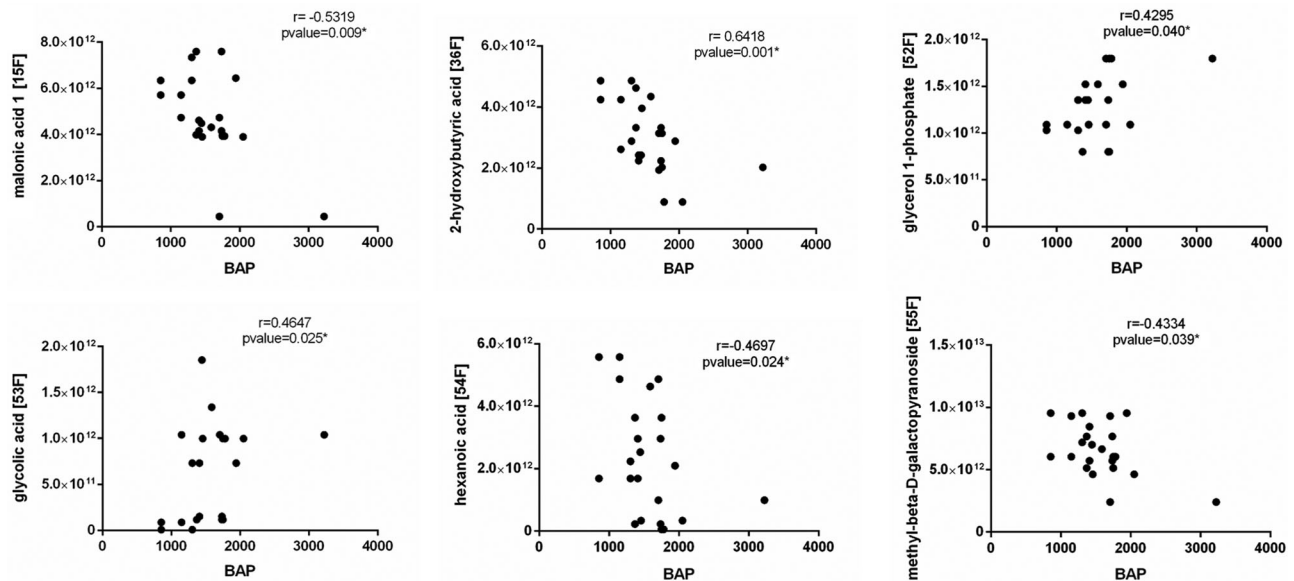 r= -0.5319
pvalue=0.009*
malonic acid 1 [15F]
8.0×10¹²
6.0×10¹²
4.0×10¹²
2.0×10¹²
0
0 1000 2000 3000 4000
BAP
r= 0.6418
pvalue=0.001*
2-hydroxybutyric acid [36F]
6.0×10¹²
4.0×10¹²
2.0×10¹²
0
0 1000 2000 3000 4000
BAP
r=0.4295
pvalue=0.040*
glycerol 1-phosphate [52F]
2.0×10¹²
1.5×10¹²
1.0×10¹²
5.0×10¹¹
0
0 1000 2000 3000 4000
BAP
r=0.4647
pvalue=0.025*
glycolic acid [53F]
2.0×10¹²
1.5×10¹²
1.0×10¹²
5.0×10¹¹
0
0 1000 2000 3000 4000
BAP
r=-0.4697
pvalue=0.024*
hexanoic acid [54F]
6.0×10¹²
4.0×10¹²
2.0×10¹²
0
0 1000 2000 3000 4000
BAP
r=-0.4334
pvalue=0.039*
methyl-beta-D-galactopyranoside [55F]
1.5×10¹³
1.0×10¹³
5.0×10¹²
0
0 1000 2000 3000 4000
BAP